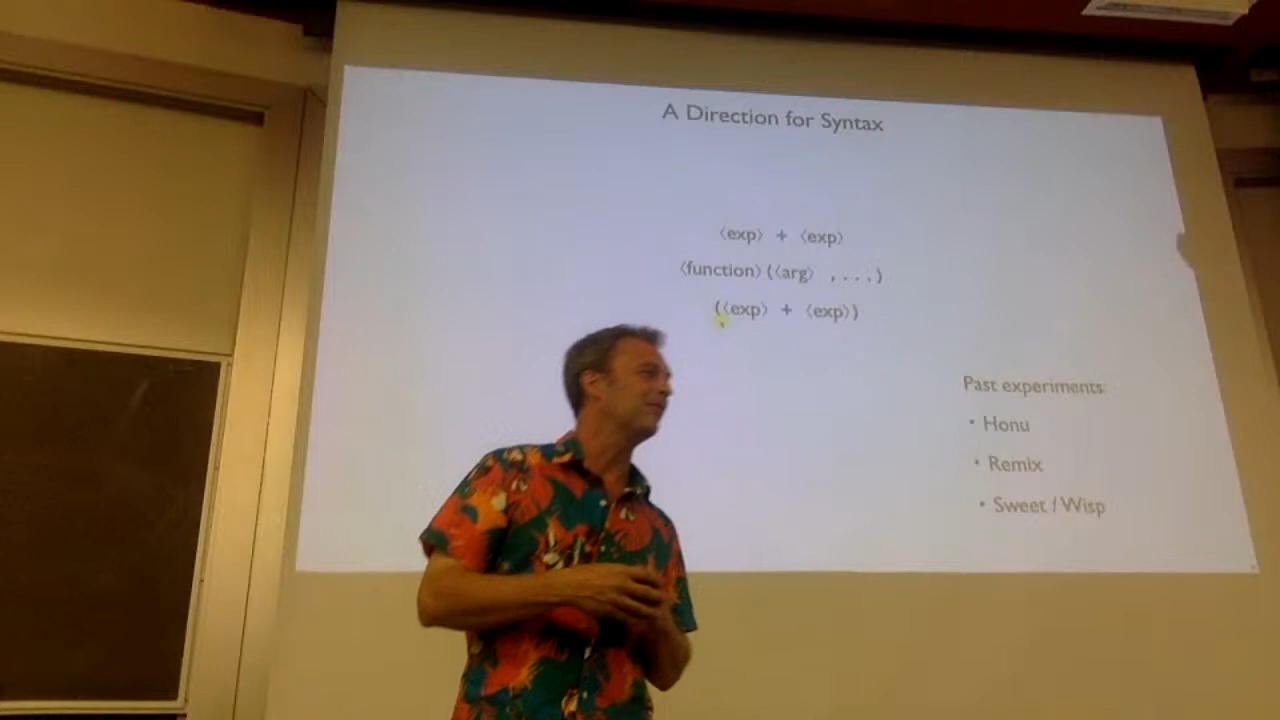 A Direction for Syntax
⟨exp⟩ + ⟨exp⟩
⟨function⟩(⟨arg⟩ ,...)
(⟨exp⟩ + ⟨exp⟩)
Past experiments:
• Honu
• Remix
• Sweet / Wisp